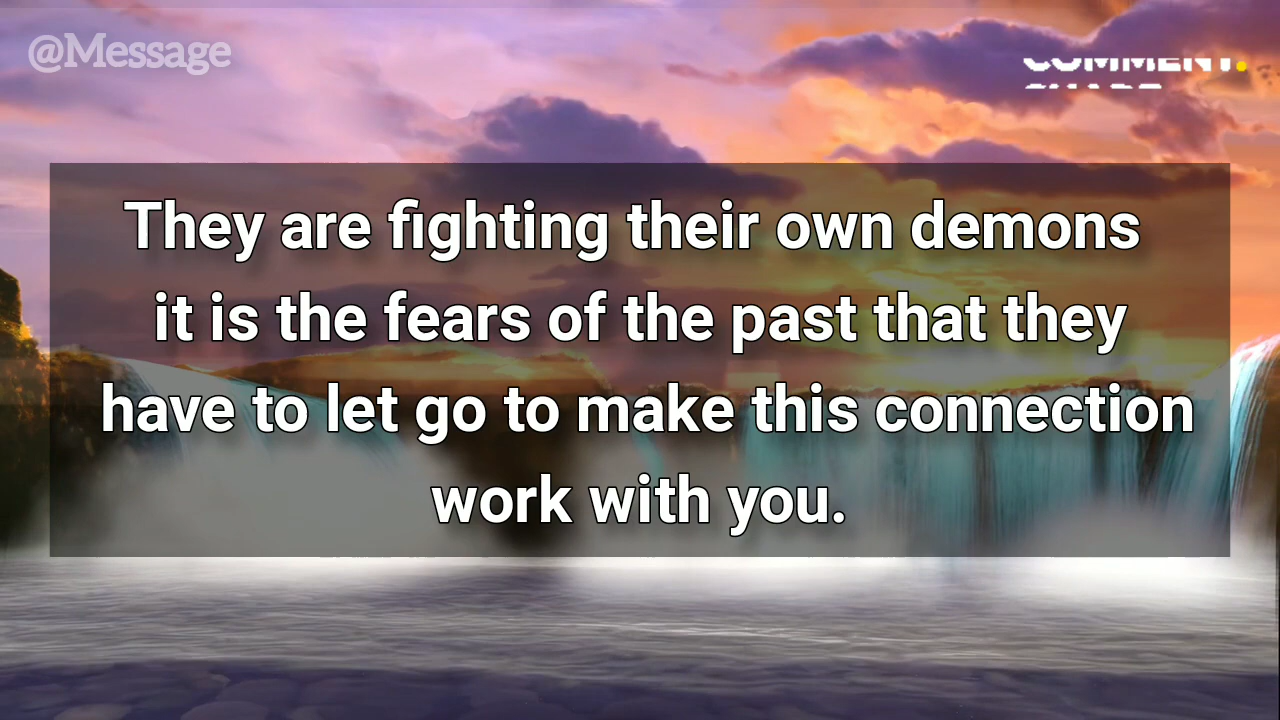 @Message
COMMENT.
They are fighting their own demons
it is the fears of the past that they
have to let go to make this connection
work with you.